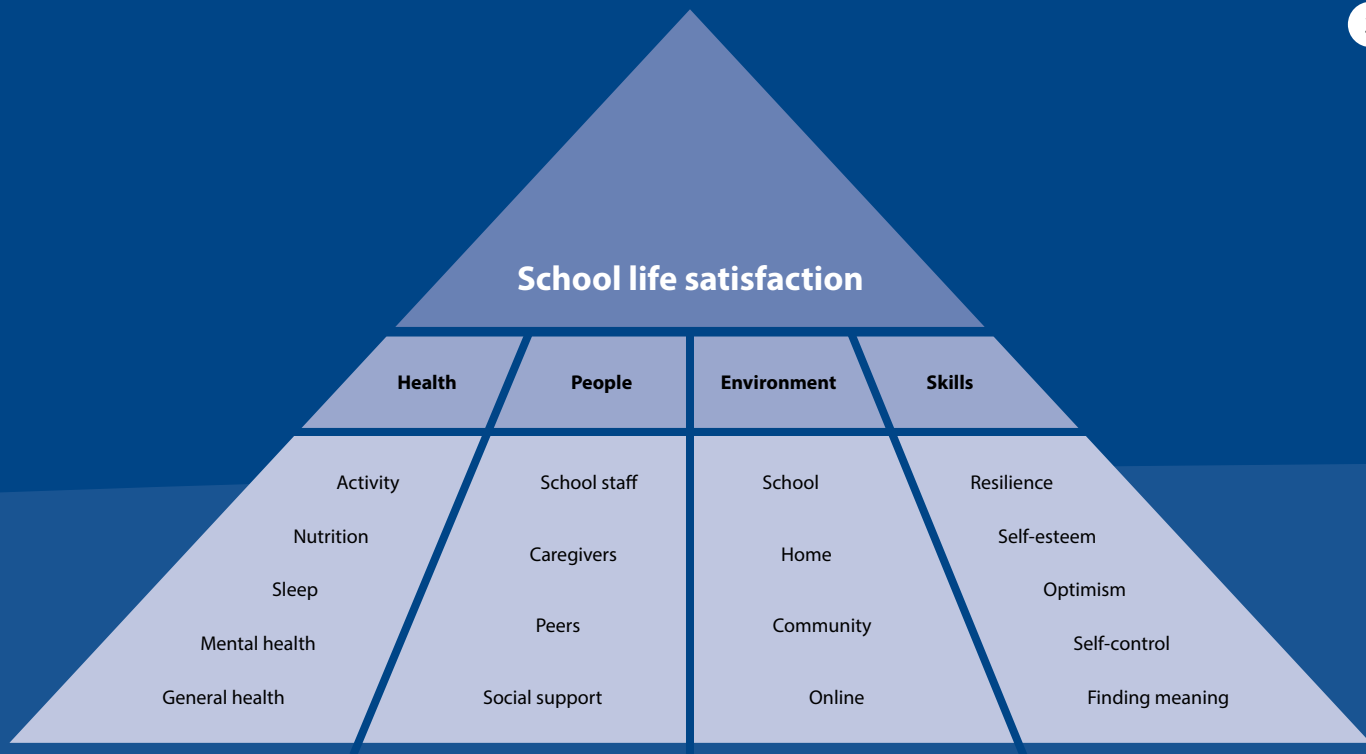 School life satisfaction
Health
People
Environment
Skills
Activity
Nutrition
Sleep
Mental health
General health
School staff
Caregivers
Peers
Social support
School
Home
Community
Online
Resilience
Self-esteem
Optimism
Self-control
Finding meaning